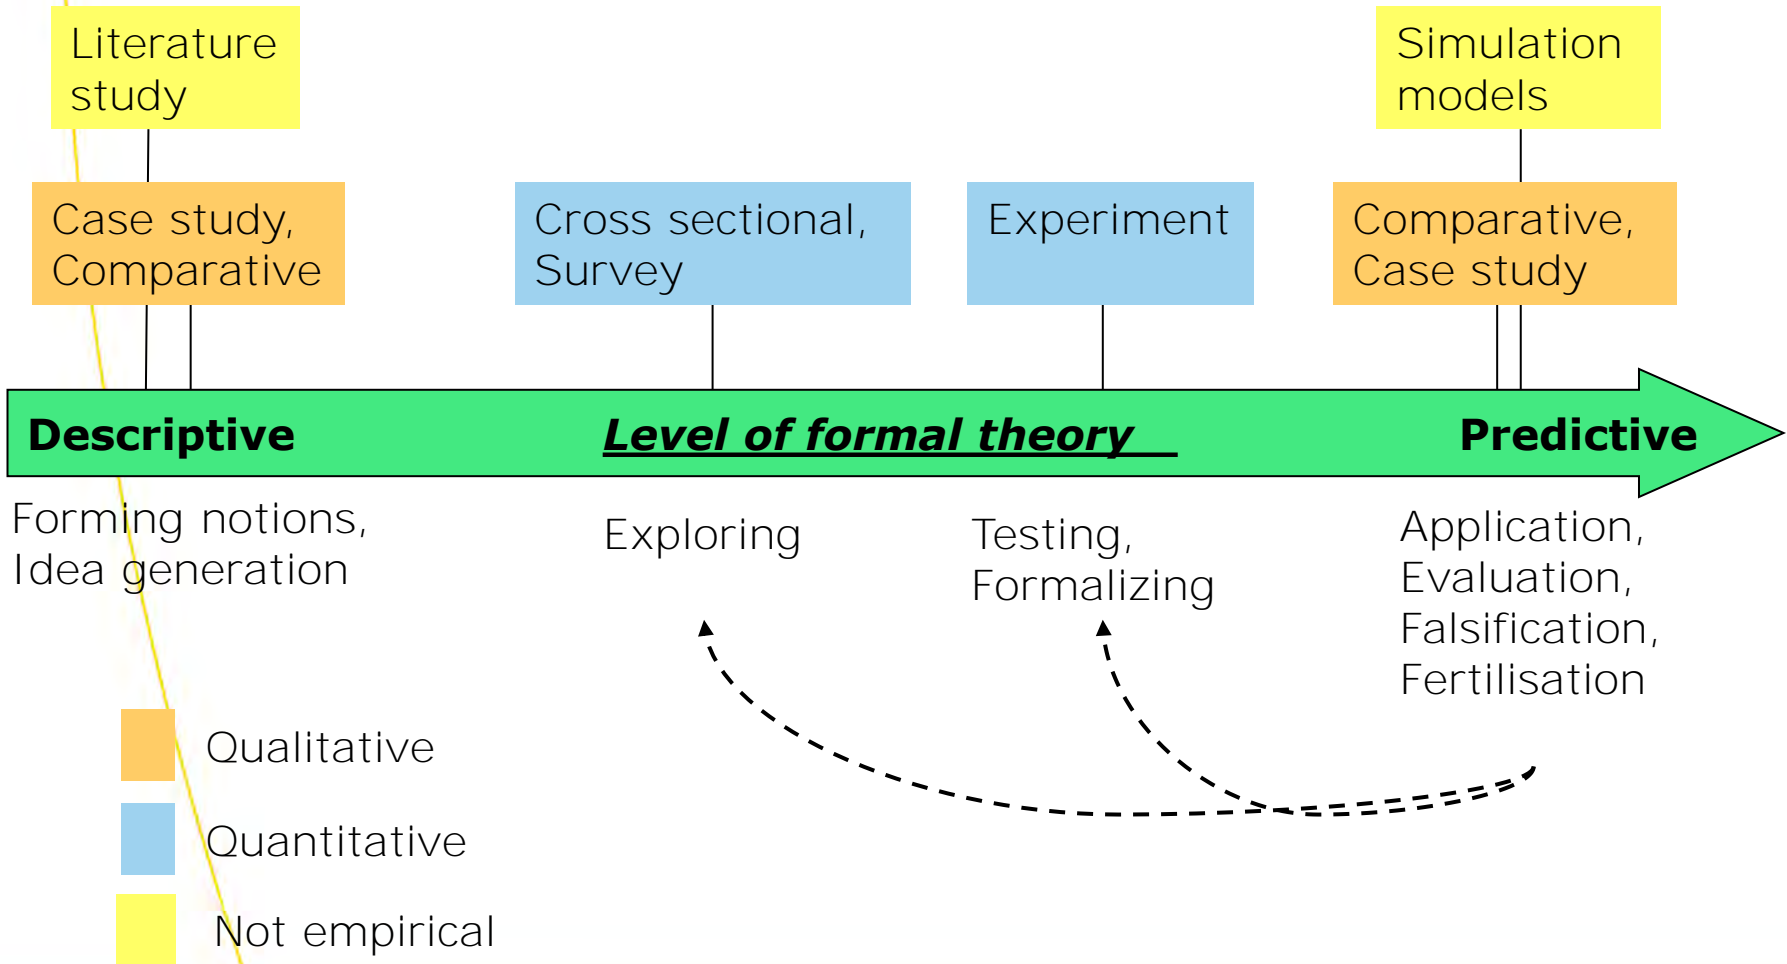 Literature
study
Simulation
models
Case study,
Comparative
Cross sectional,
Survey
Experiment
Comparative,
Case study
Descriptive
Level of formal theory
Predictive
Forming notions,
Idea generation
Exploring
Testing,
Formalizing
Application,
Evaluation,
Falsification,
Fertilisation
Qualitative
Quantitative
Not empirical